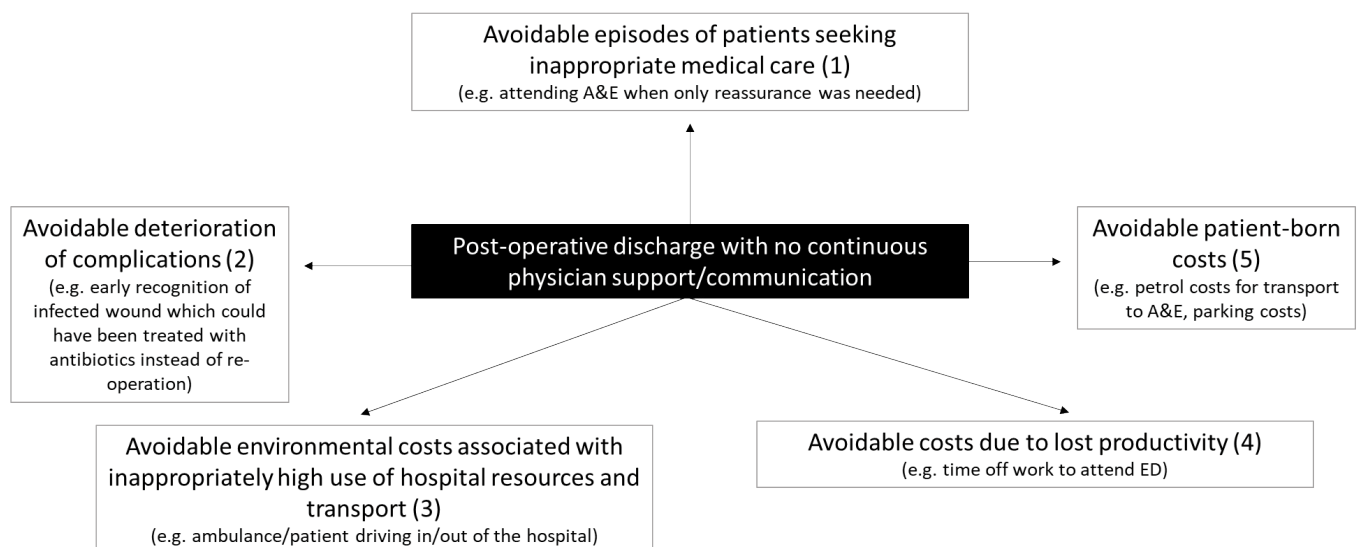 Avoidable episodes of patients seeking
inappropriate medical care (1)
(e.g. attending A&E when only reassurance was needed)
Avoidable deterioration
of complications (2)
(e.g. early recognition of
infected wound which could
have been treated with
antibiotics instead of re-
operation)
Post-operative discharge with no continuous
physician support/communication
Avoidable patient-born
costs (5)
(e.g. petrol costs for transport
to A&E, parking costs)
Avoidable environmental costs associated with
inappropriately high use of hospital resources and
transport (3)
(e.g. ambulance/patient driving in/out of the hospital)
Avoidable costs due to lost productivity (4)
(e.g. time off work to attend ED)